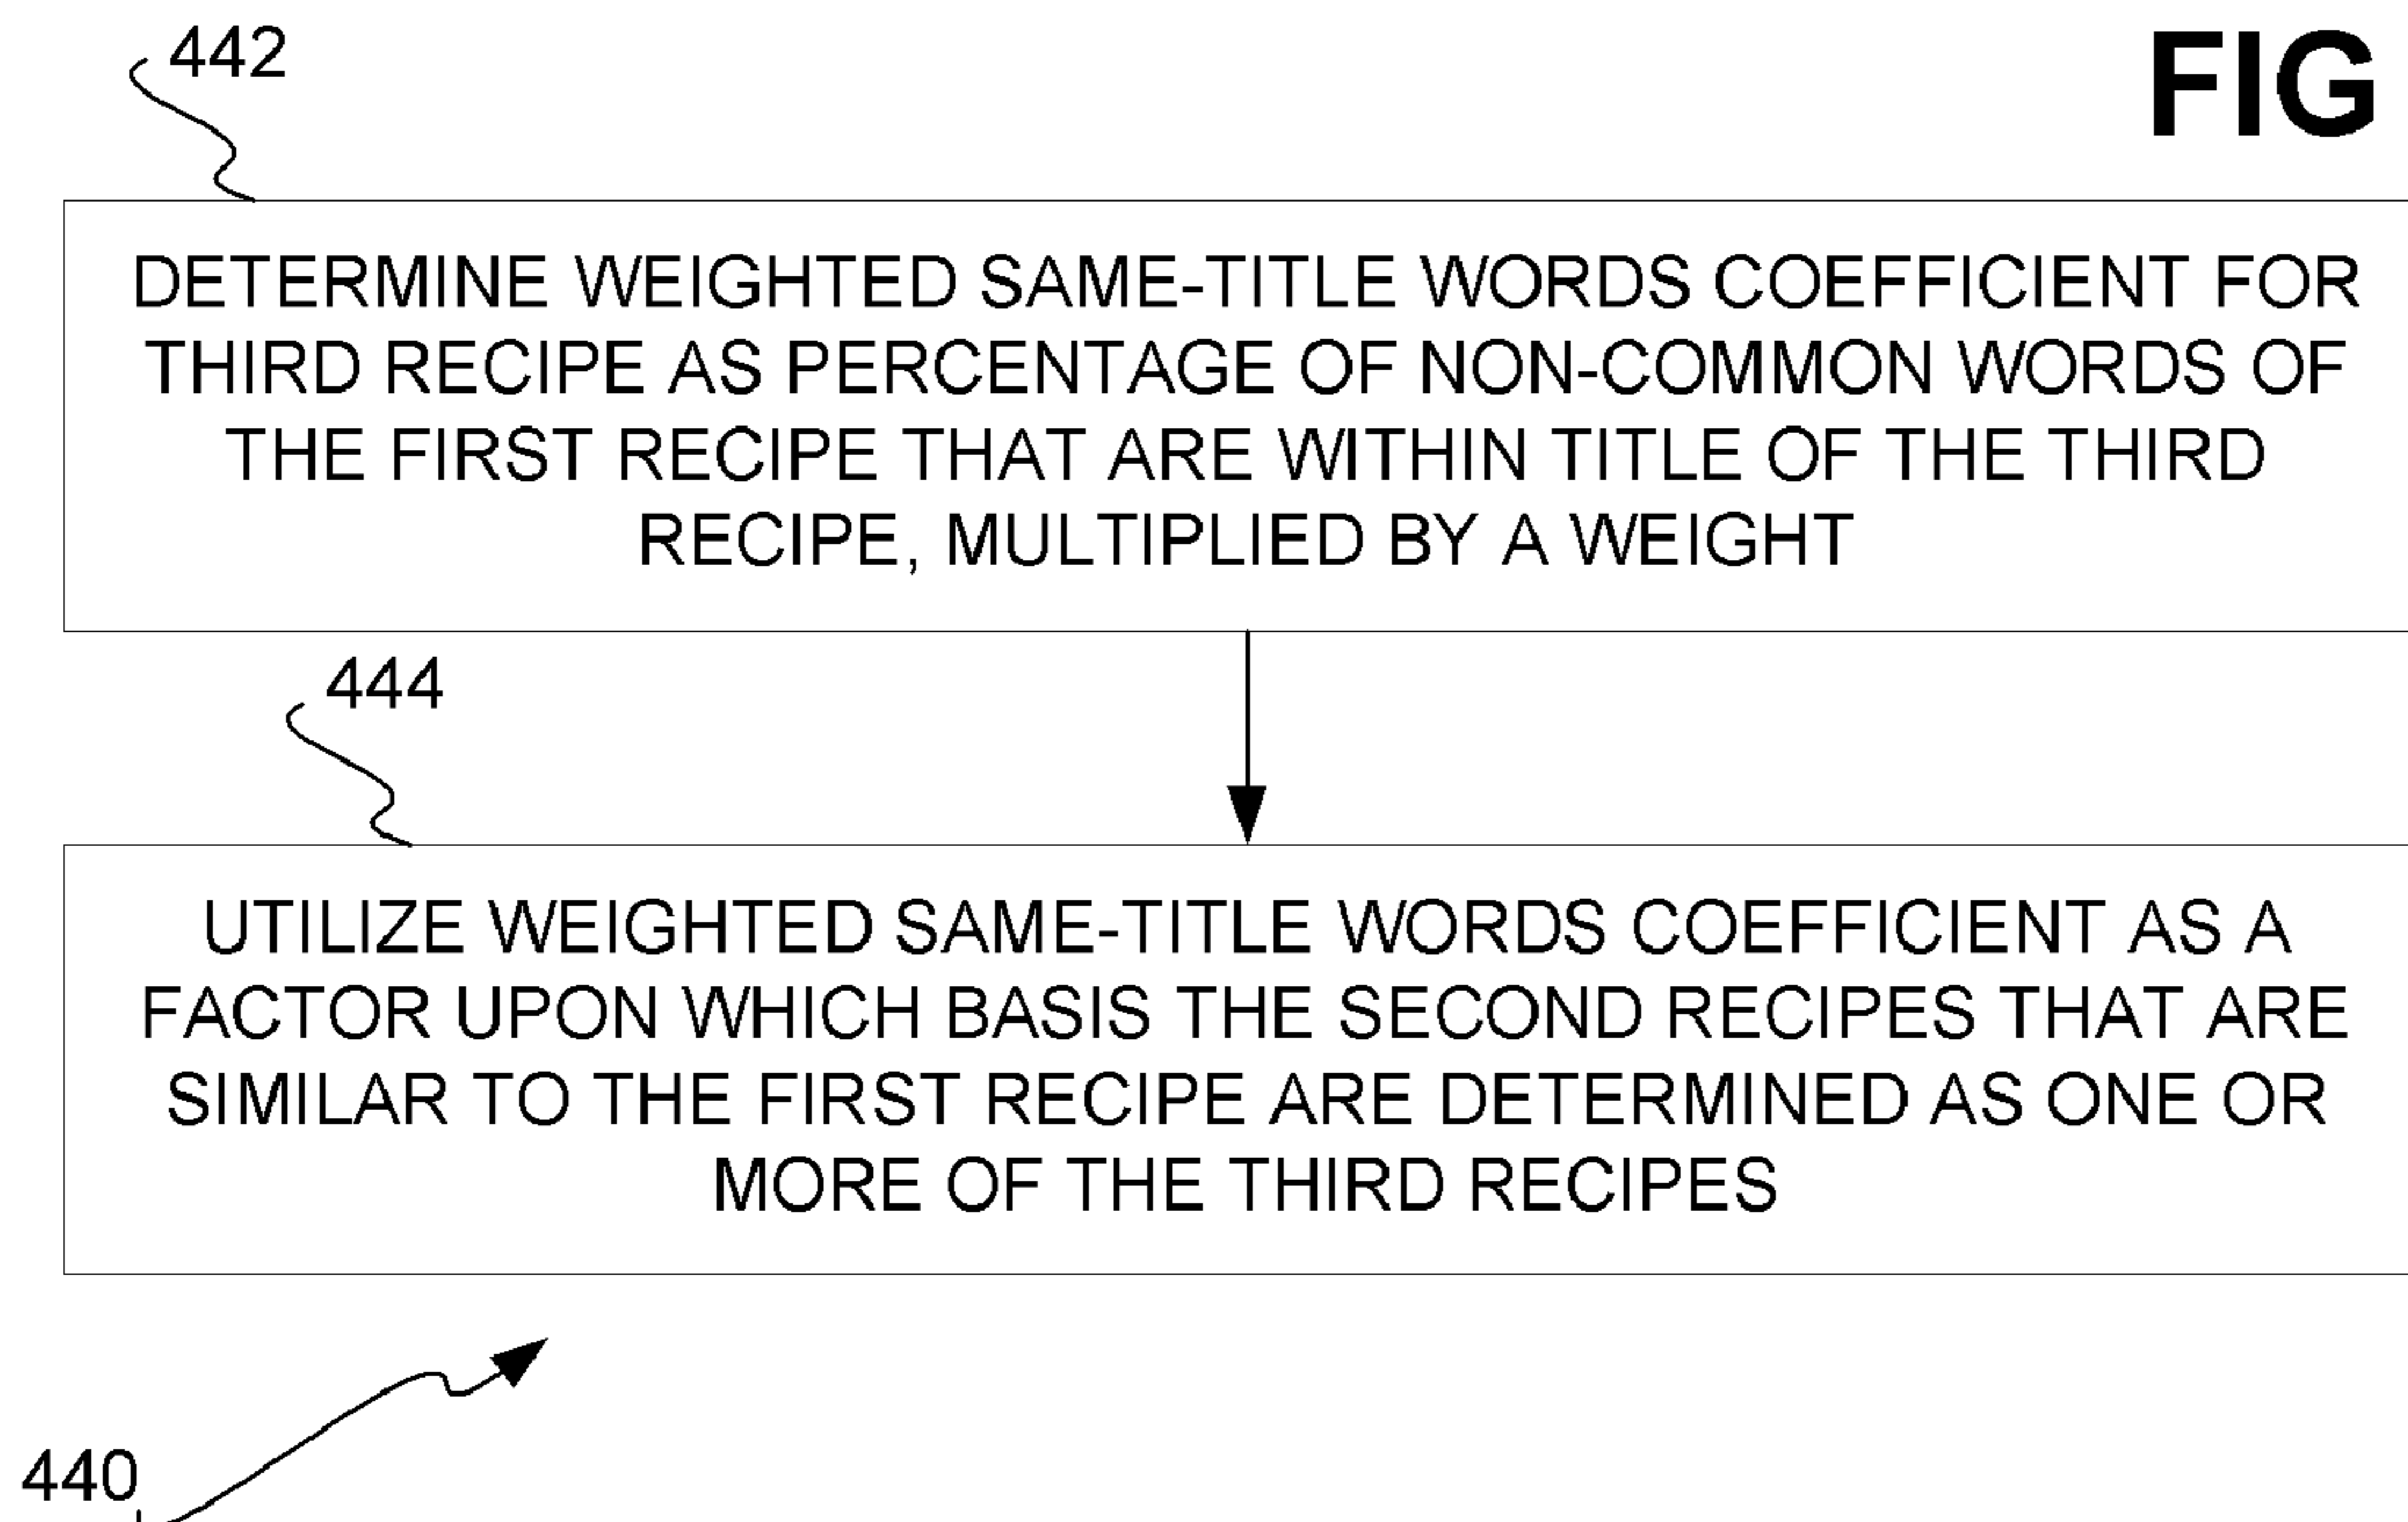 442
FIG
DETERMINE WEIGHTED SAME-TITLE WORDS COEFFICIENT FOR
THIRD RECIPE AS PERCENTAGE OF NON-COMMON WORDS OF
THE FIRST RECIPE THAT ARE WITHIN TITLE OF THE THIRD
RECIPE, MULTIPLIED BY A WEIGHT
444
UTILIZE WEIGHTED SAME-TITLE WORDS COEFFICIENT AS A
FACTOR UPON WHICH BASIS THE SECOND RECIPES THAT ARE
SIMILAR TO THE FIRST RECIPE ARE DETERMINED AS ONE OR
MORE OF THE THIRD RECIPES
440